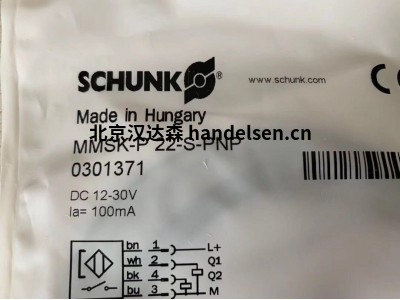 SCHUNK ®
www.schunk.com
CE
Made in Hungary
北京汉达森 handelsen.cn
MMSK-P 22-S-PNP
0301371
DC 12-30V
Ia= 100mA
bn 1 L+
wh 2 Q1
bk 4 Q2
bu 3 M